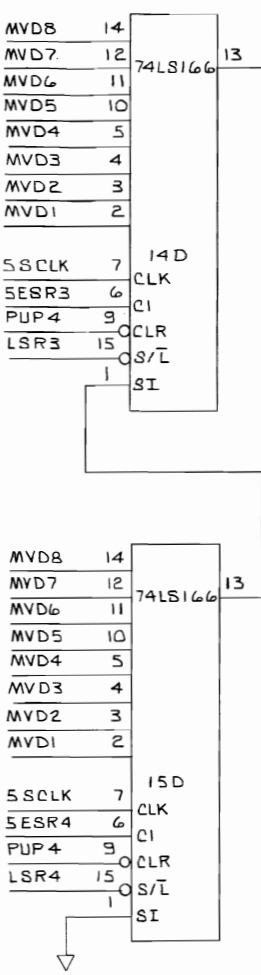 MVD8 14
MVD7 12 74LS166 13
MVD6 11
MVD5 10
MVD4 5
MVD3 4
MVD2 3
MVD1 2
14D
5SCLK 7 CLK
5ESR3 6 CI
PUP4 9 CLR
LSR3 15 S/L̅
1 SI
MVD8 14
MVD7 12 74LS166 13
MVD6 11
MVD5 10
MVD4 5
MVD3 4
MVD2 3
MVD1 2
15D
5SCLK 7 CLK
5ESR4 6 CI
PUP4 9 CLR
LSR4 15 S/L̅
1 SI